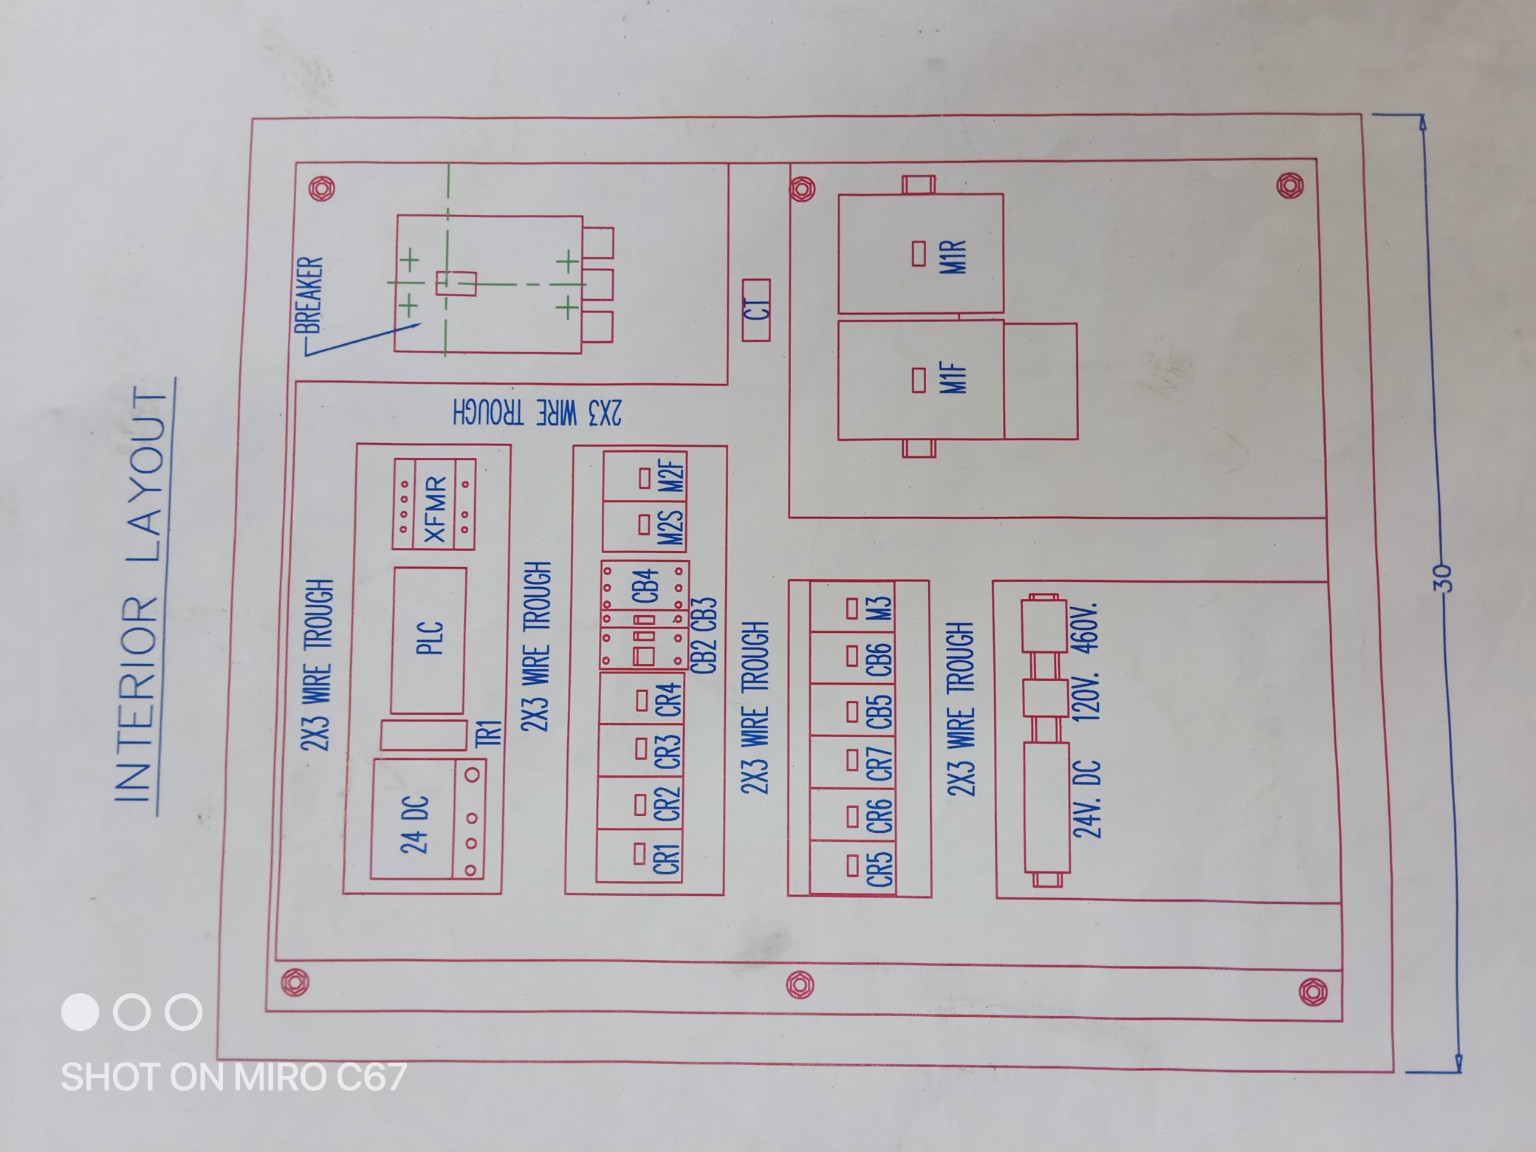 INTERIOR LAYOUT
BREAKER
2X3 WIRE TROUGH
24 DC
TR1
PLC
XFMR
2X3 WIRE TROUGH
2X3 WIRE TROUGH
CR1
CR2
CR3
CR4
CB2 CB3
CB4
M2S
M2F
CT
2X3 WIRE TROUGH
CR5
CR6
CR7
CB5
CB6
M3
M1F
M1R
2X3 WIRE TROUGH
24V. DC
120V.
460V.
30
SHOT ON MIRO C67